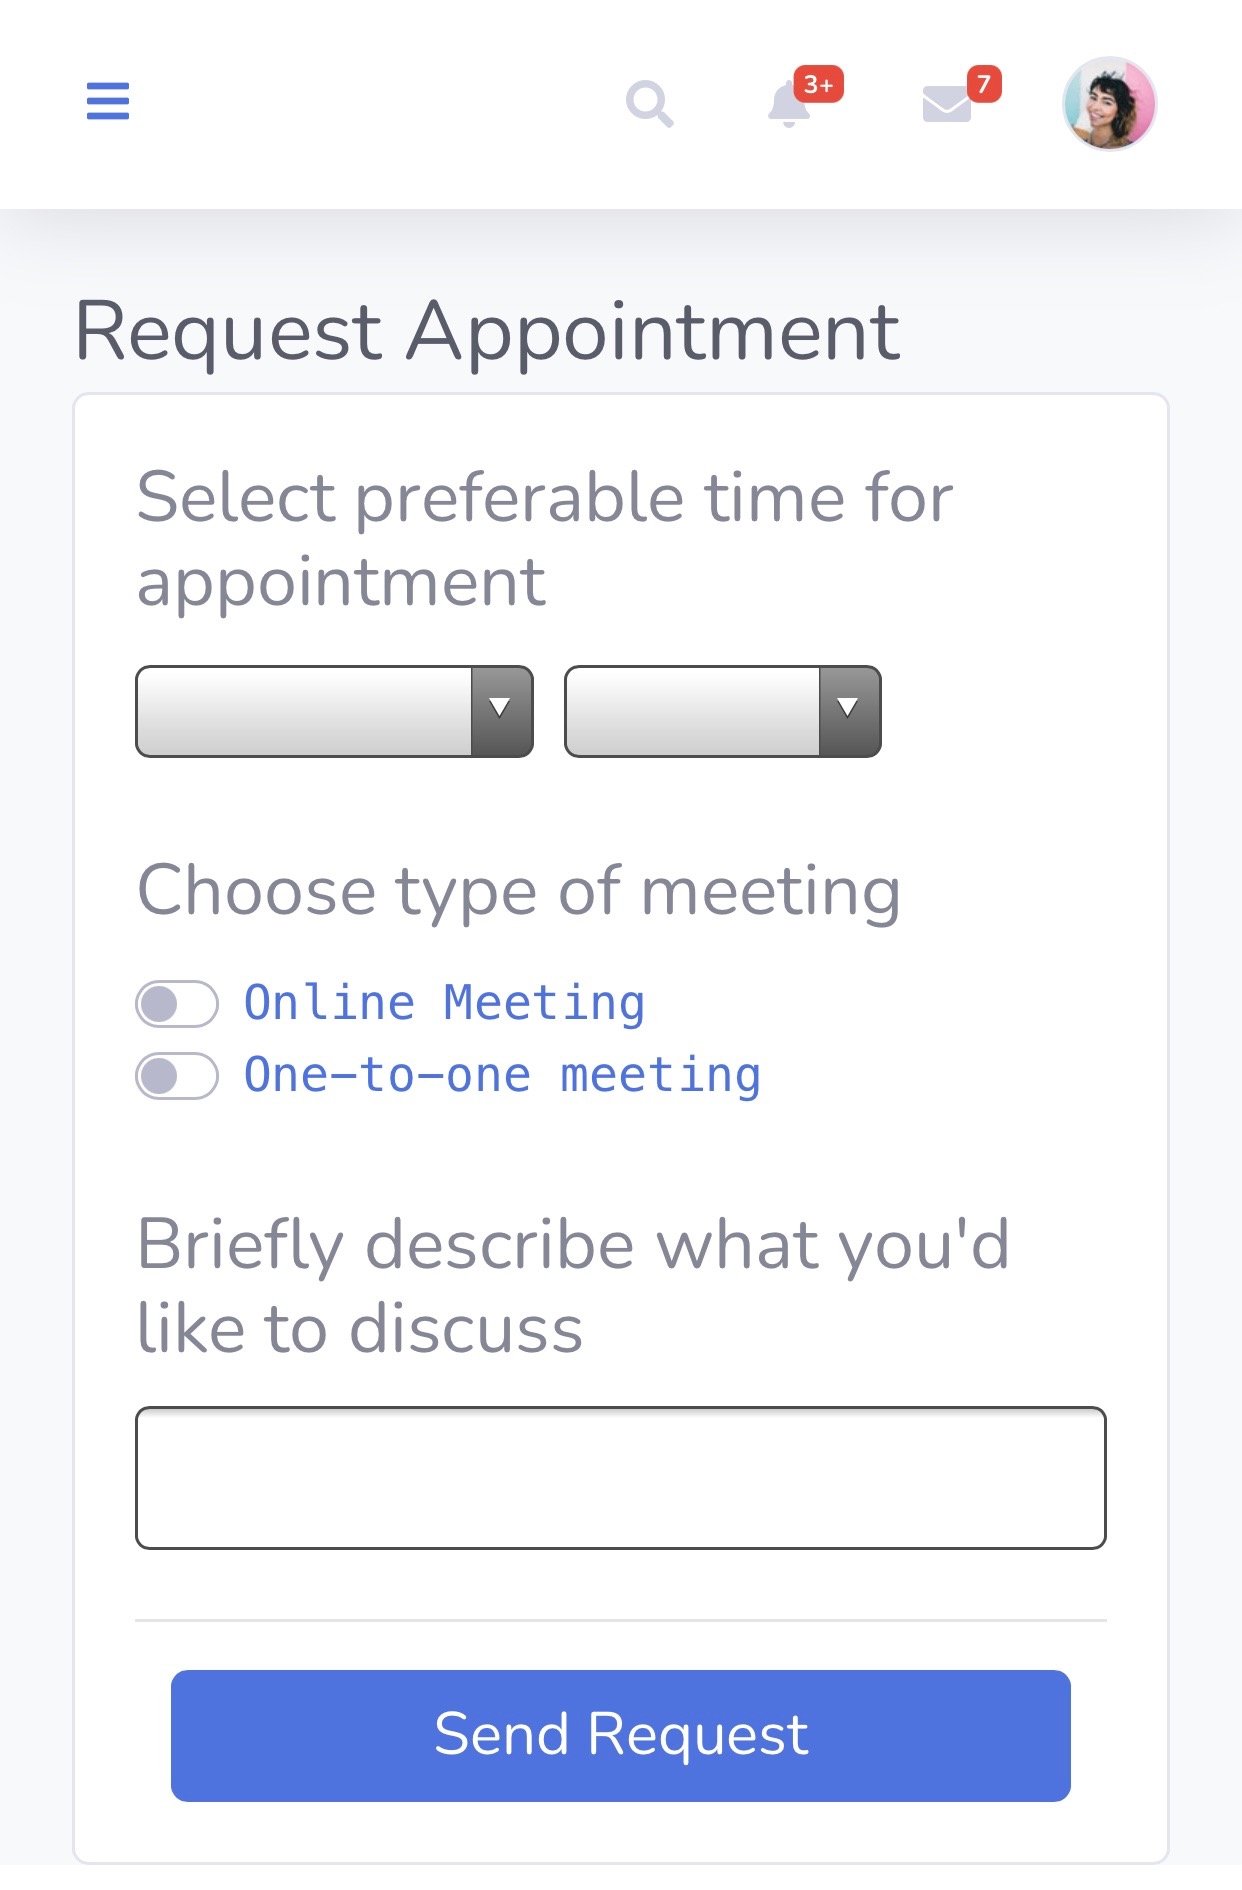 3+
7
Request Appointment
Select preferable time for
appointment
Choose type of meeting
Online Meeting
One-to-one meeting
Briefly describe what you'd
like to discuss
Send Request